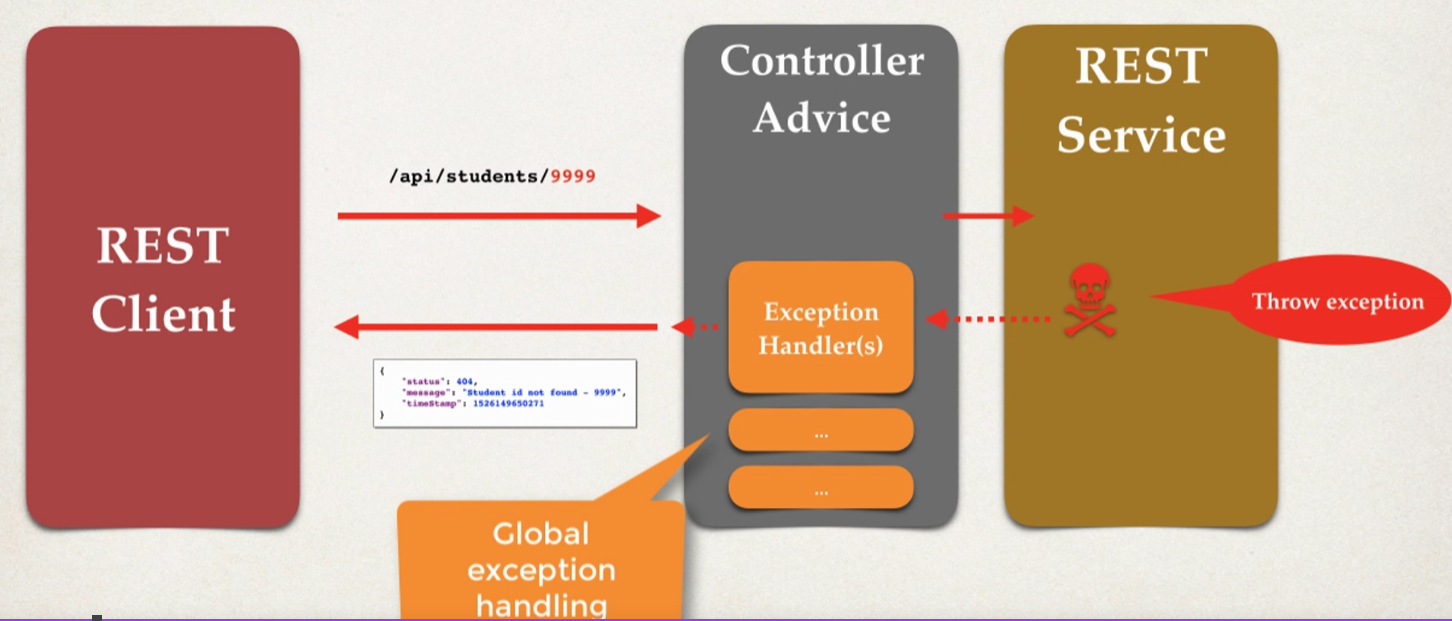 Controller
Advice
REST
Service
/api/students/9999
REST
Client
Exception
Handler(s)
Throw exception
{
"status": 404,
"message": "Student id not found - 9999",
"timeStamp": 1526149650271
}
...
...
Global
exception
handling